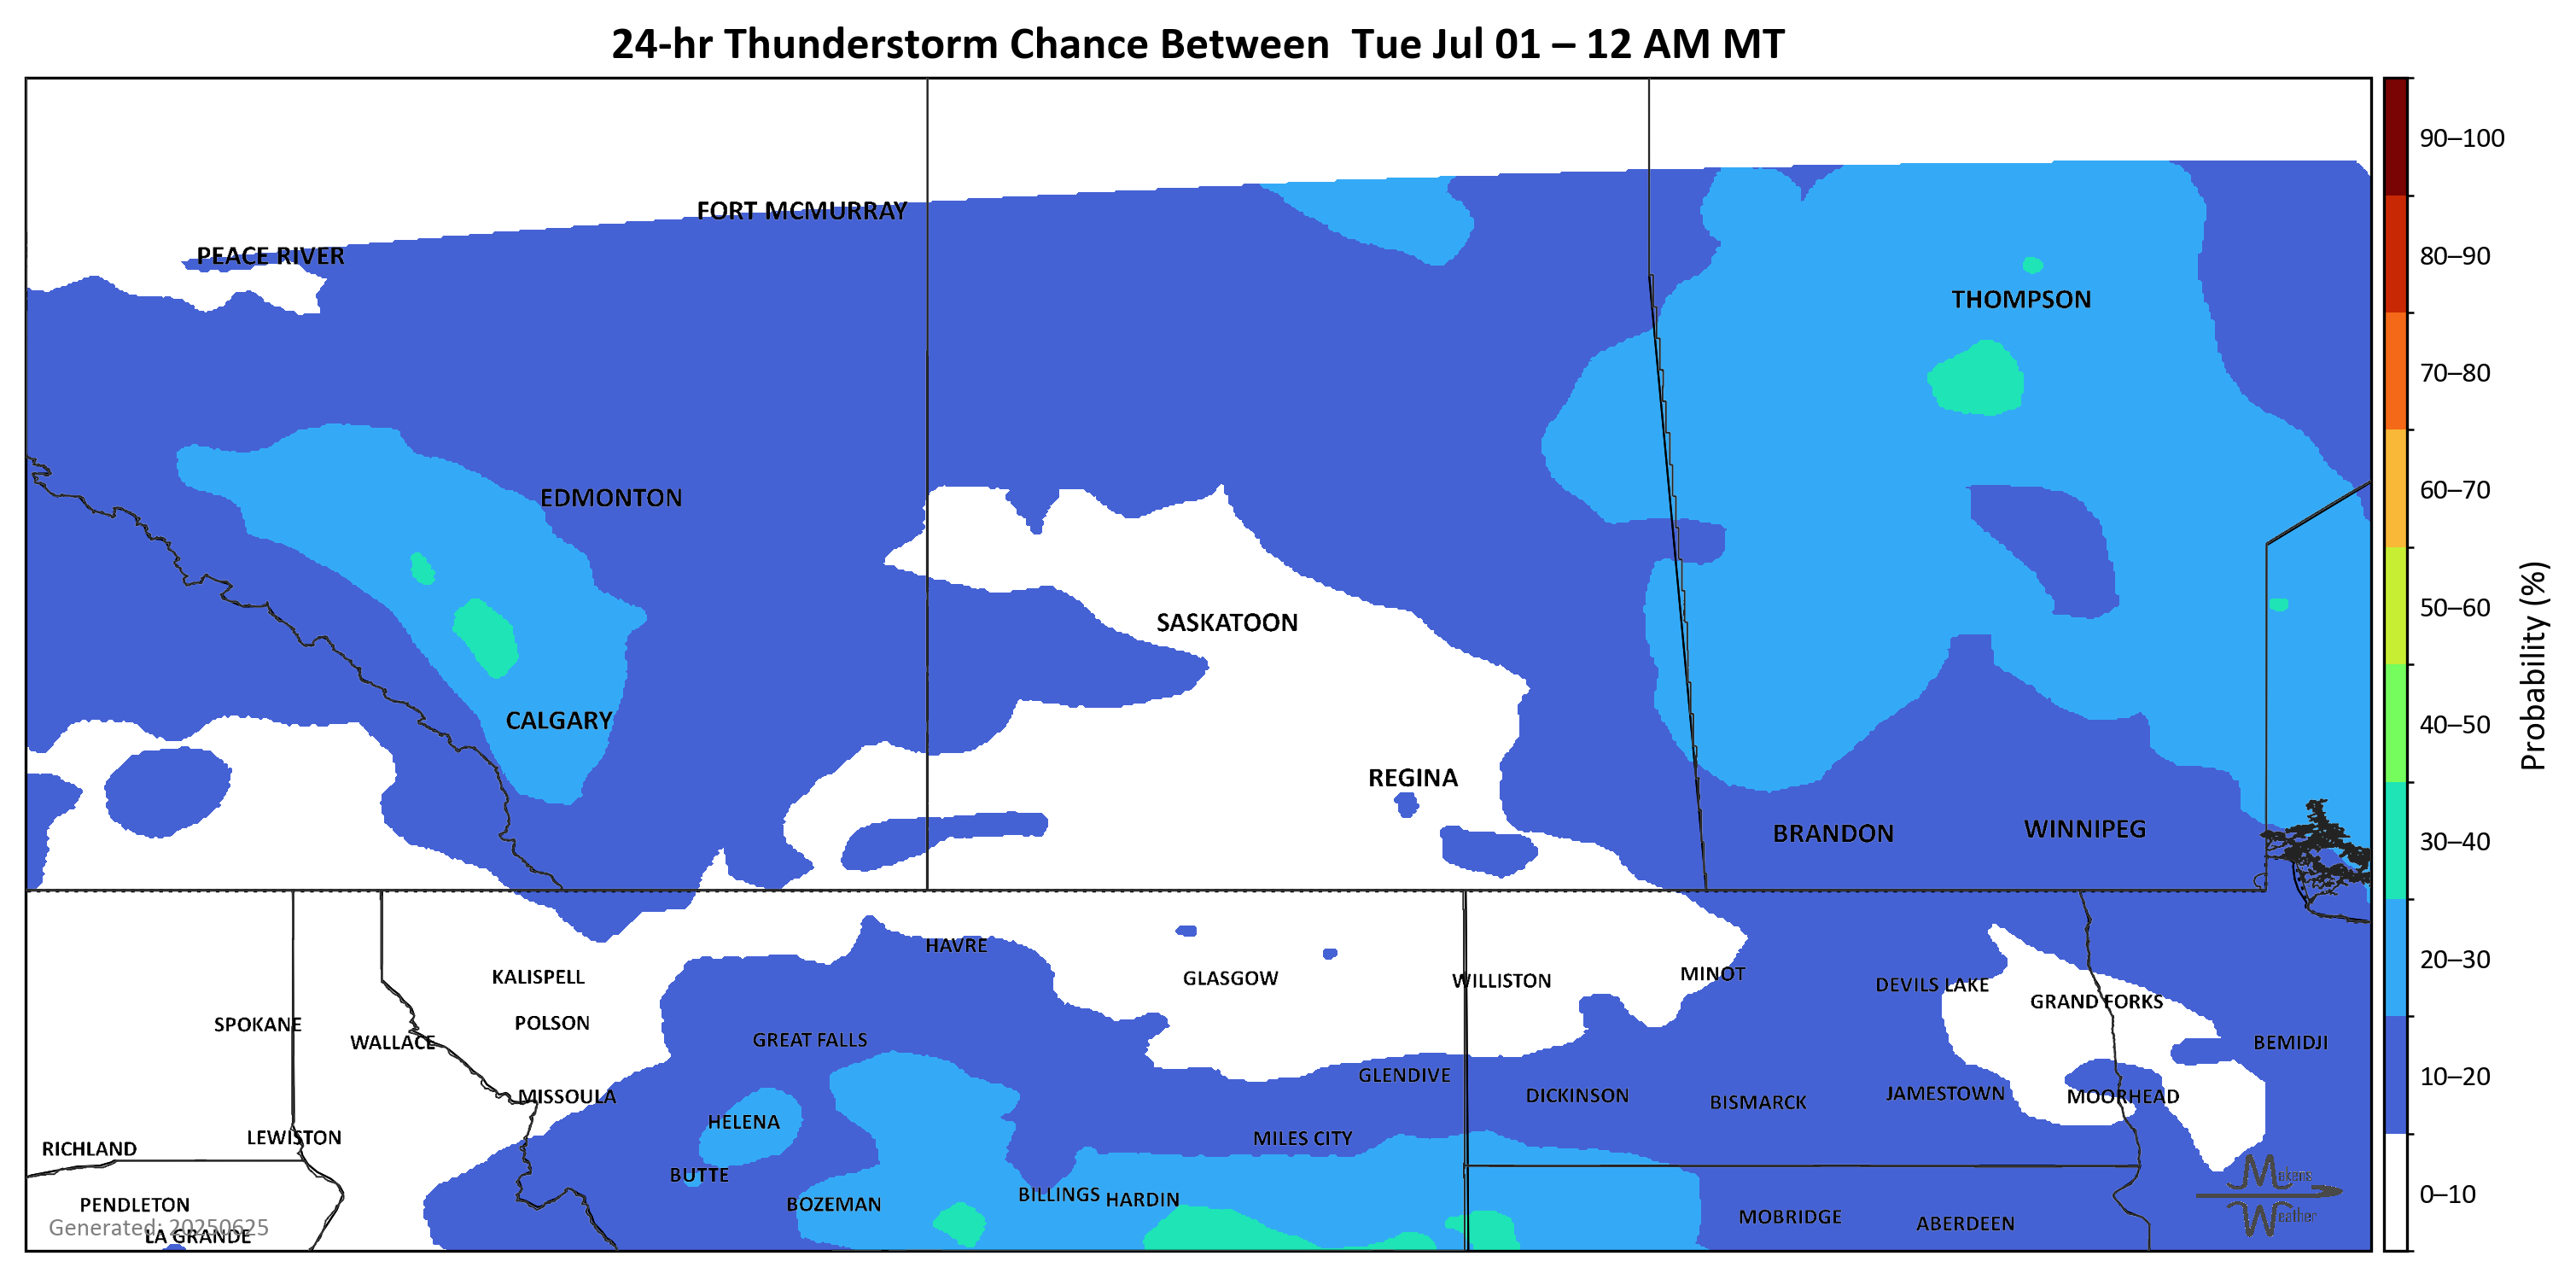 24-hr Thunderstorm Chance Between  Tue Jul 01 – 12 AM MT
90–100
FORT MCMURRAY
PEACE RIVER
80–90
THOMPSON
70–80
60–70
EDMONTON
50–60
SASKATOON
Probability (%)
CALGARY
40–50
REGINA
BRANDON
WINNIPEG
30–40
HAVRE
20–30
KALISPELL
GLASGOW
WILLISTON
MINOT
DEVILS LAKE
GRAND FORKS
SPOKANE
POLSON
WALLACE
GREAT FALLS
BEMIDJI
10–20
GLENDIVE
MISSOULA
DICKINSON
BISMARCK
JAMESTOWN
MOORHEAD
HELENA
LEWISTON
MILES CITY
RICHLAND
BUTTE
Makens
Weather
0–10
PENDLETON
BOZEMAN
BILLINGS
HARDIN
MOBRIDGE
ABERDEEN
Generated: 20250625
LA GRANDE